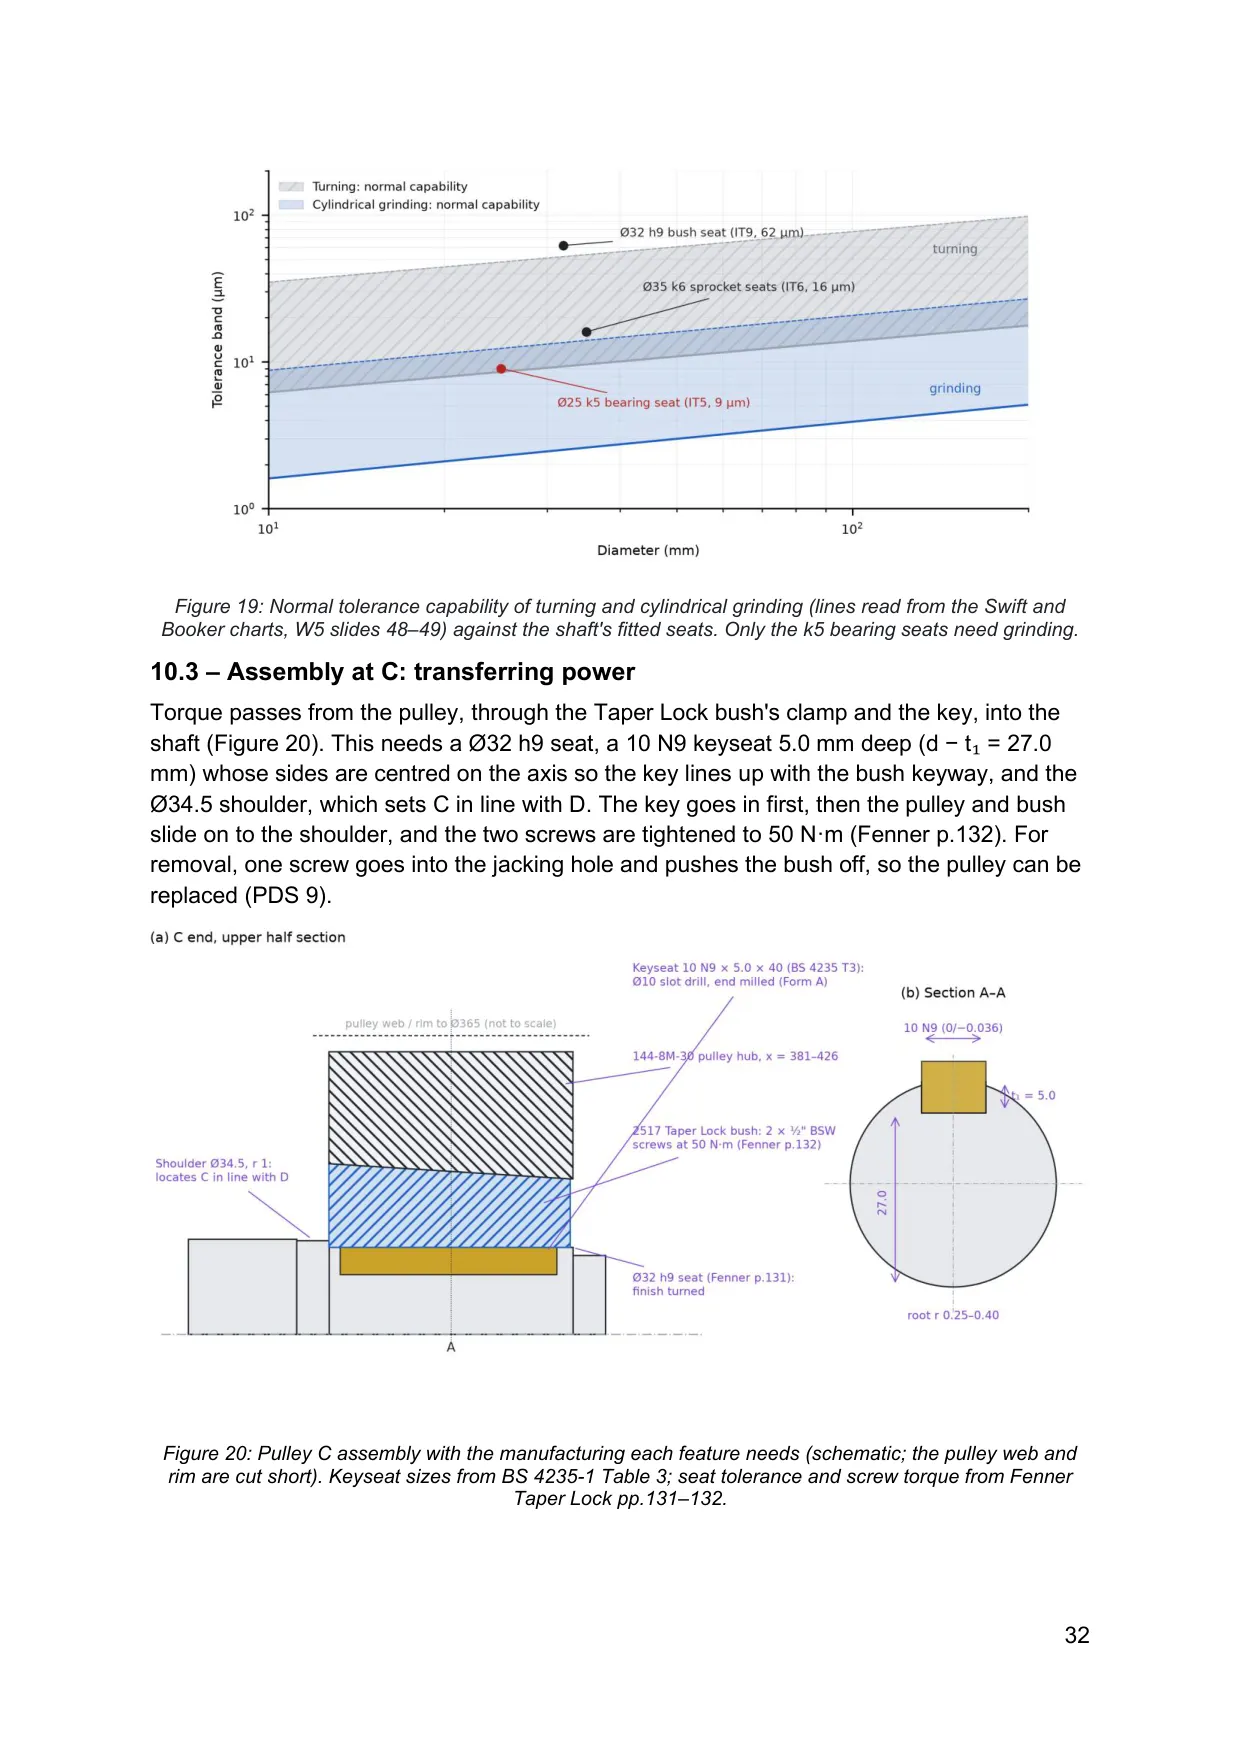 Turning: normal capability
Cylindrical grinding: normal capability
10²
10¹
10⁰
Tolerance band (µm)
Ø32 h9 bush seat (IT9, 62 µm)
turning
Ø35 k6 sprocket seats (IT6, 16 µm)
grinding
Ø25 k5 bearing seat (IT5, 9 µm)
10¹
10²
Diameter (mm)
Figure 19: Normal tolerance capability of turning and cylindrical grinding (lines read from the Swift and
Booker charts, W5 slides 48–49) against the shaft's fitted seats. Only the k5 bearing seats need grinding.
10.3 – Assembly at C: transferring power
Torque passes from the pulley, through the Taper Lock bush's clamp and the key, into the
shaft (Figure 20). This needs a Ø32 h9 seat, a 10 N9 keyseat 5.0 mm deep (d − t₁ = 27.0
mm) whose sides are centred on the axis so the key lines up with the bush keyway, and the
Ø34.5 shoulder, which sets C in line with D. The key goes in first, then the pulley and bush
slide on to the shoulder, and the two screws are tightened to 50 N·m (Fenner p.132). For
removal, one screw goes into the jacking hole and pushes the bush off, so the pulley can be
replaced (PDS 9).
(a) C end, upper half section
Keyseat 10 N9 × 5.0 × 40 (BS 4235 T3):
Ø10 slot drill, end milled (Form A)
(b) Section A–A
pulley web / rim to Ø365 (not to scale)
10 N9 (0/−0.036)
144-8M-30 pulley hub, x = 381–426
t₁ = 5.0
2517 Taper Lock bush: 2 × ½" BSW
screws at 50 N·m (Fenner p.132)
Shoulder Ø34.5, r 1:
locates C in line with D
27.0
Ø32 h9 seat (Fenner p.131):
finish turned
root r 0.25–0.40
A
Figure 20: Pulley C assembly with the manufacturing each feature needs (schematic; the pulley web and
rim are cut short). Keyseat sizes from BS 4235-1 Table 3; seat tolerance and screw torque from Fenner
Taper Lock pp.131–132.
32